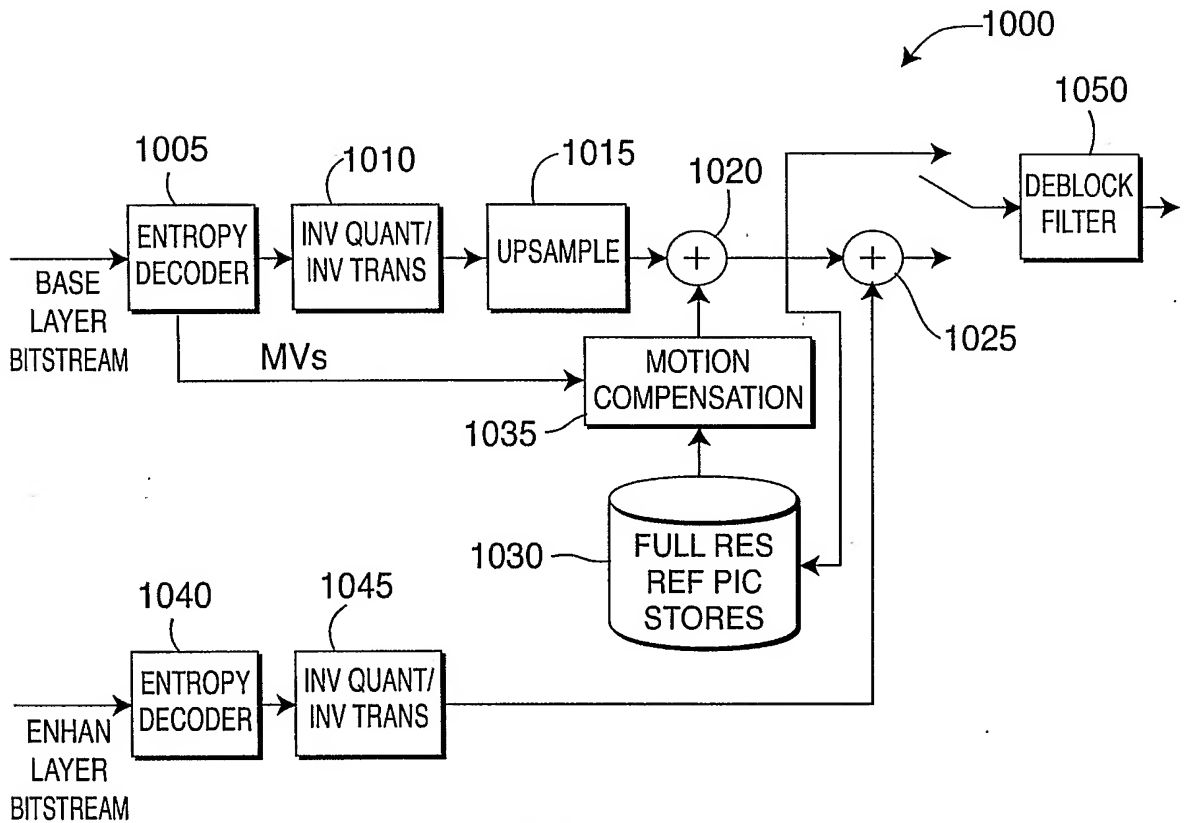 1000
1050
1005
1010
1015
1020
DEBLOCK
FILTER
ENTROPY
DECODER
INV QUANT/
INV TRANS
UPSAMPLE
+
+
BASE
LAYER
BITSTREAM
1025
MVs
MOTION
COMPENSATION
1035
1030
FULL RES
REF PIC
STORES
1040
1045
ENTROPY
DECODER
INV QUANT/
INV TRANS
ENHAN
LAYER
BITSTREAM